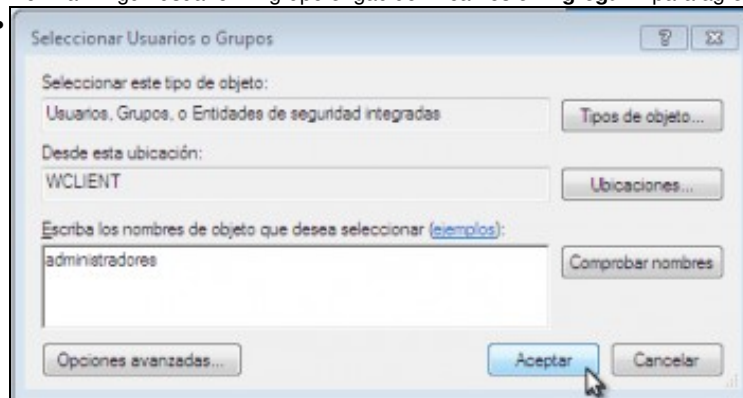 Seleccionar Usuarios o Grupos
Seleccionar este tipo de objeto:
Usuarios, Grupos, o Entidades de seguridad integradas
Tipos de objeto...
Desde esta ubicación:
WCLIENT
Ubicaciones...
Escriba los nombres de objeto que desea seleccionar (ejemplos):
administradores
Comprobar nombres
Opciones avanzadas...
Aceptar
Cancelar